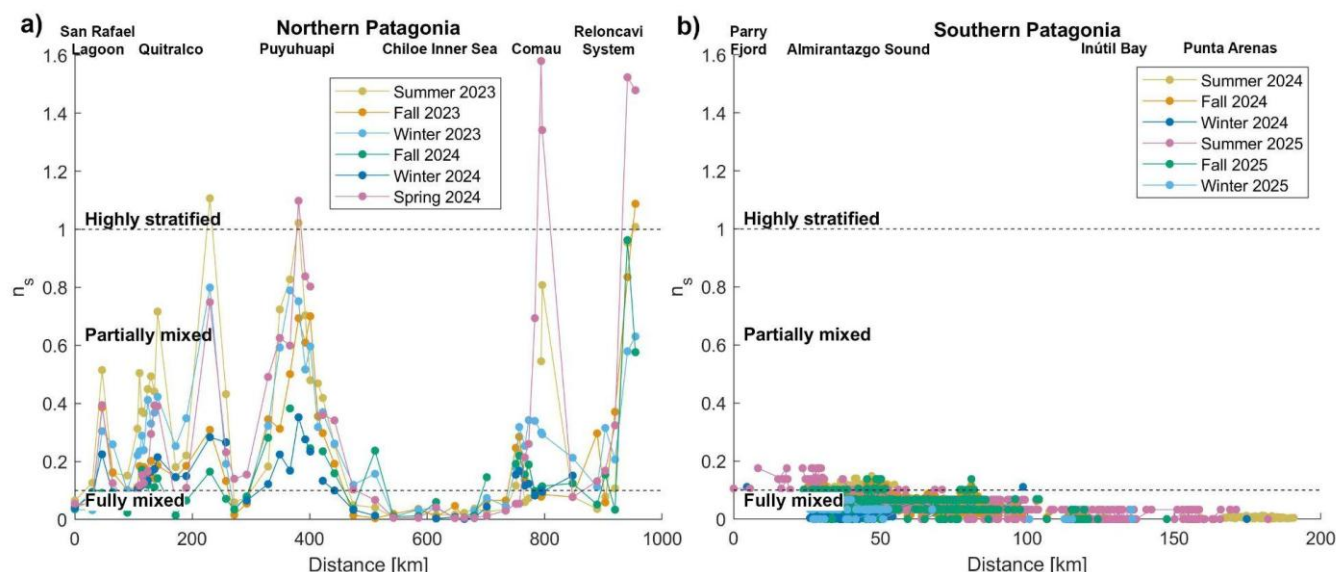 a)
Northern Patagonia
San Rafael
Lagoon
Quitralco
Puyuhuapi
Chiloe Inner Sea
Comau
Reloncavi
System
1.6
1.4
1.2
1
0.8
0.6
0.4
0.2
0
n_s
Summer 2023
Fall 2023
Winter 2023
Fall 2024
Winter 2024
Spring 2024
Highly stratified
Partially mixed
Fully mixed
0
200
400
600
800
1000
Distance [km]
b)
Southern Patagonia
Parry
Fjord
Almirantazgo Sound
Inútil Bay
Punta Arenas
1.6
1.4
1.2
1
0.8
0.6
0.4
0.2
0
n_s
Summer 2024
Fall 2024
Winter 2024
Summer 2025
Fall 2025
Winter 2025
Highly stratified
Partially mixed
Fully mixed
0
50
100
150
200
Distance [km]